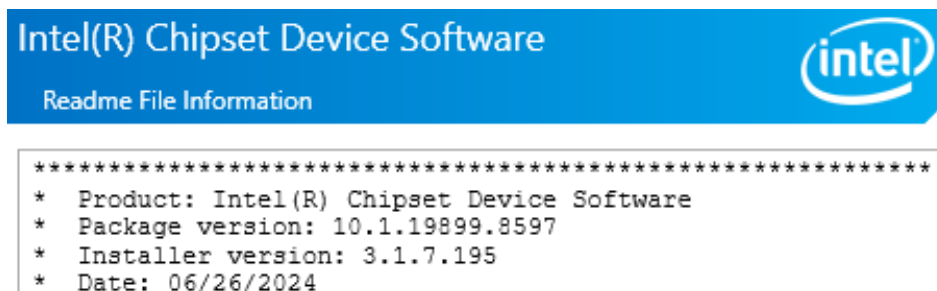 Intel(R) Chipset Device Software
intel
Readme File Information
************************************************************
*  Product: Intel(R) Chipset Device Software
*  Package version: 10.1.19899.8597
*  Installer version: 3.1.7.195
*  Date: 06/26/2024